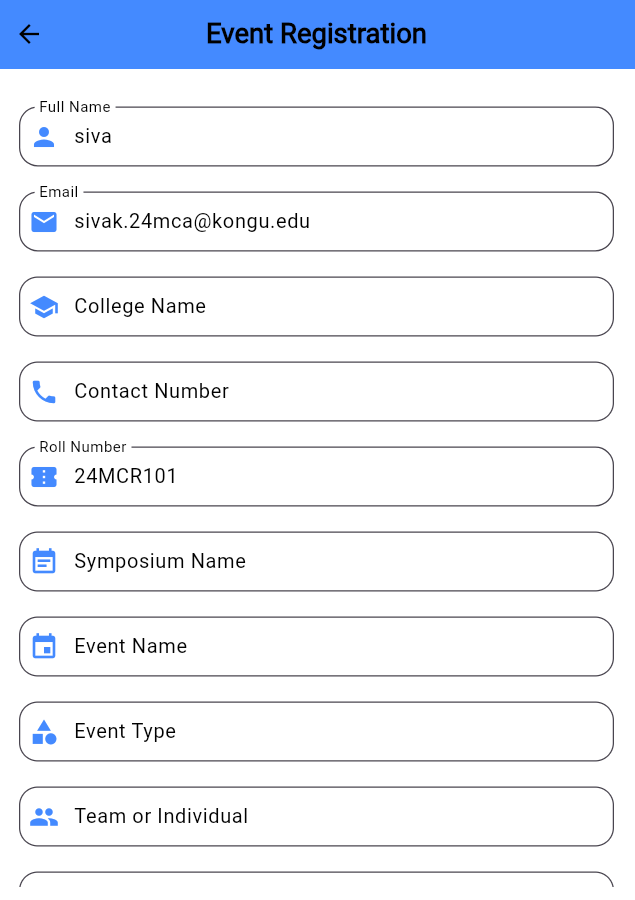 Event Registration
Full Name
siva
Email
sivak.24mca@kongu.edu
College Name
Contact Number
Roll Number
24MCR101
Symposium Name
Event Name
Event Type
Team or Individual